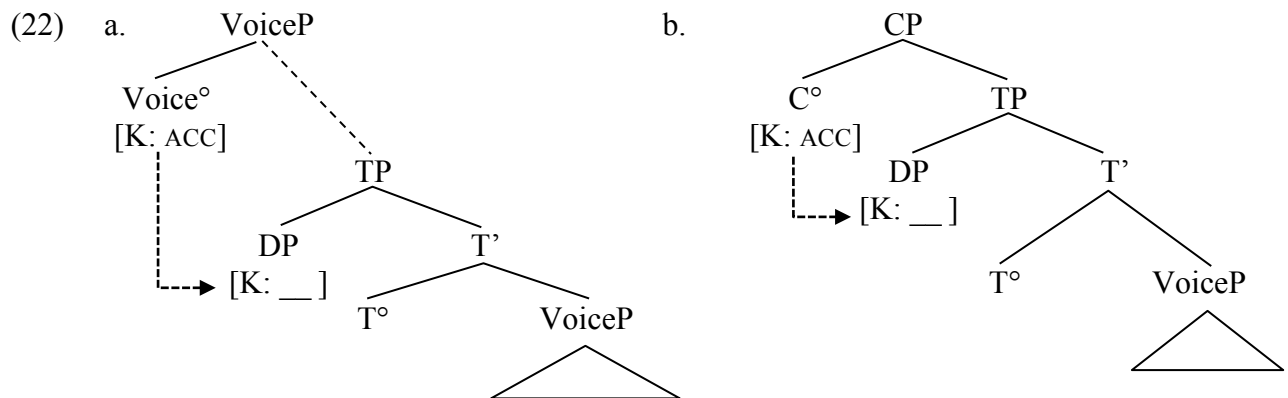 (22) a. VoiceP b. CP
Voice° C° TP
[K: ACC] [K: ACC]
TP DP T’
DP T’ [K: __ ]
[K: __ ] T° VoiceP T° VoiceP